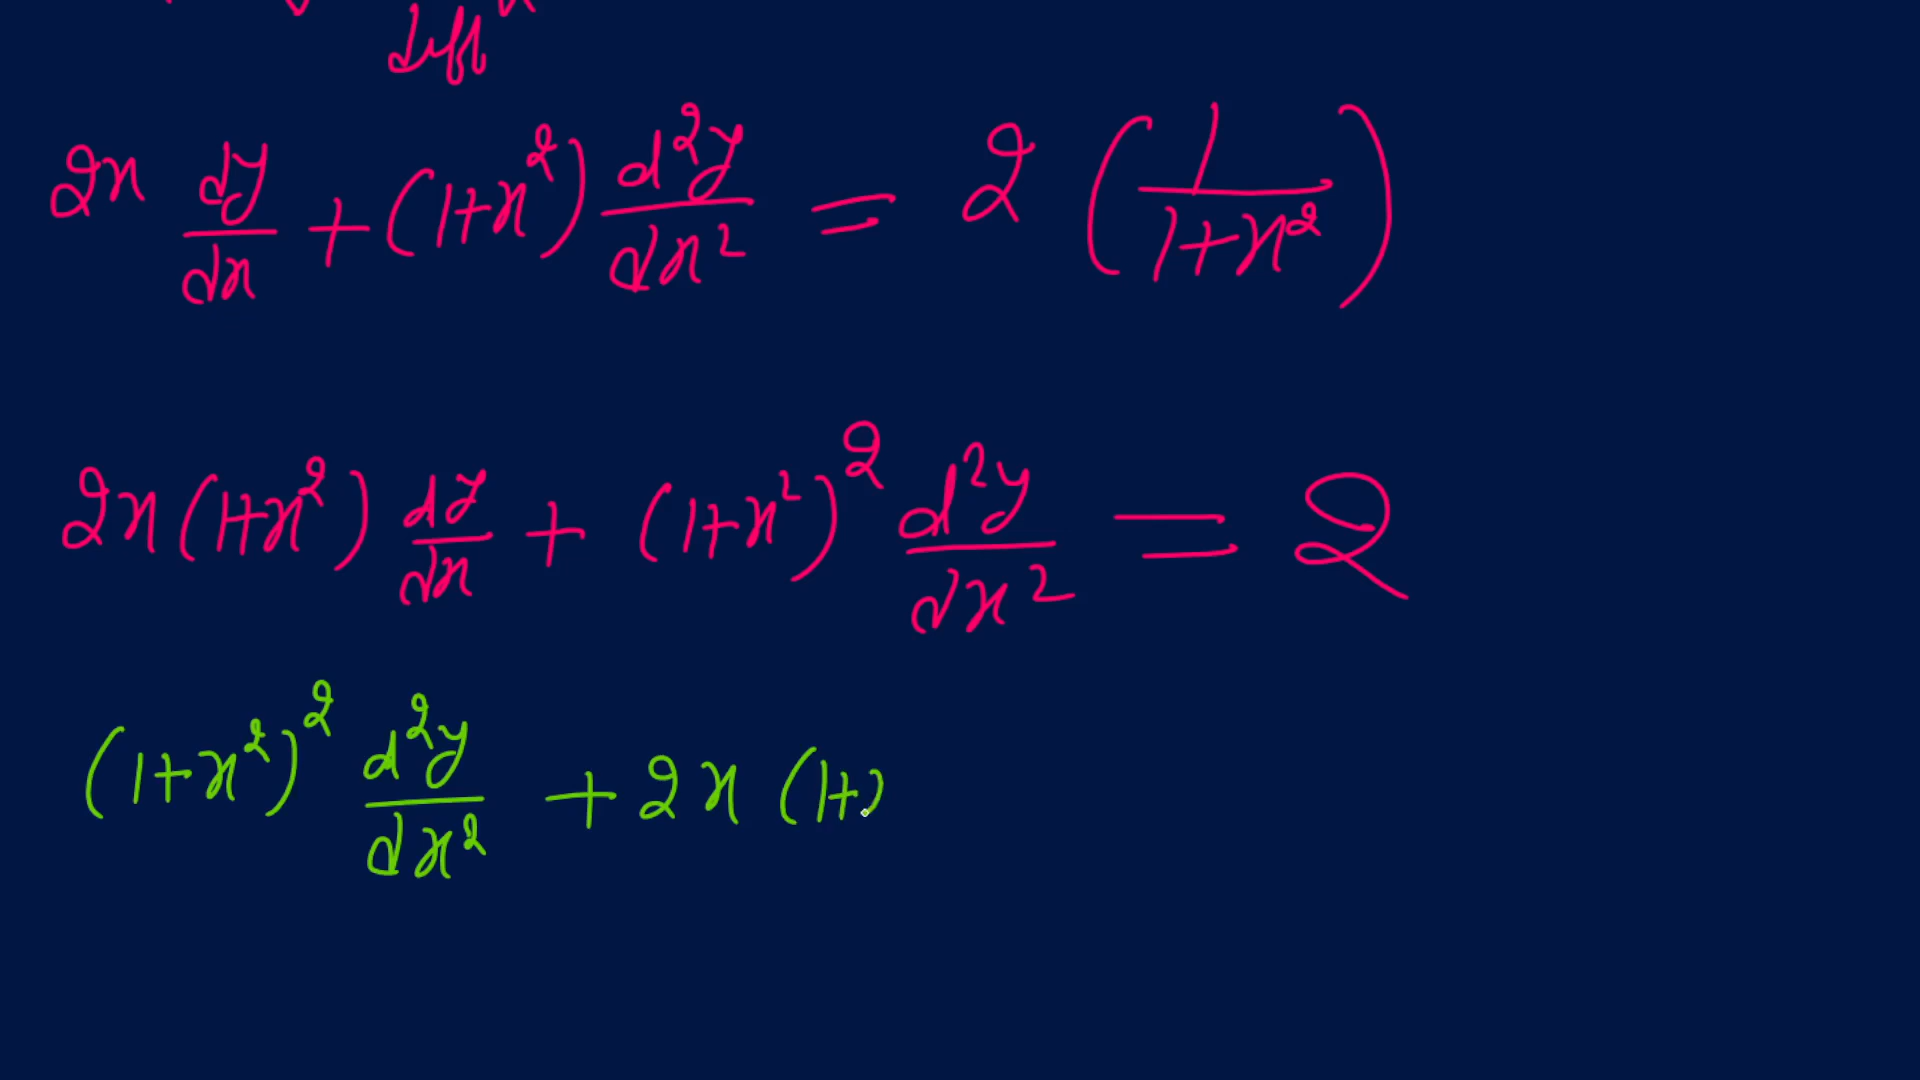 Diff
2x dy/dx + (1+x²) d²y/dx² = 2 (1/(1+x²))
2x(1+x²) dy/dx + (1+x²)² d²y/dx² = 2
(1+x²)² d²y/dx² + 2x (1+